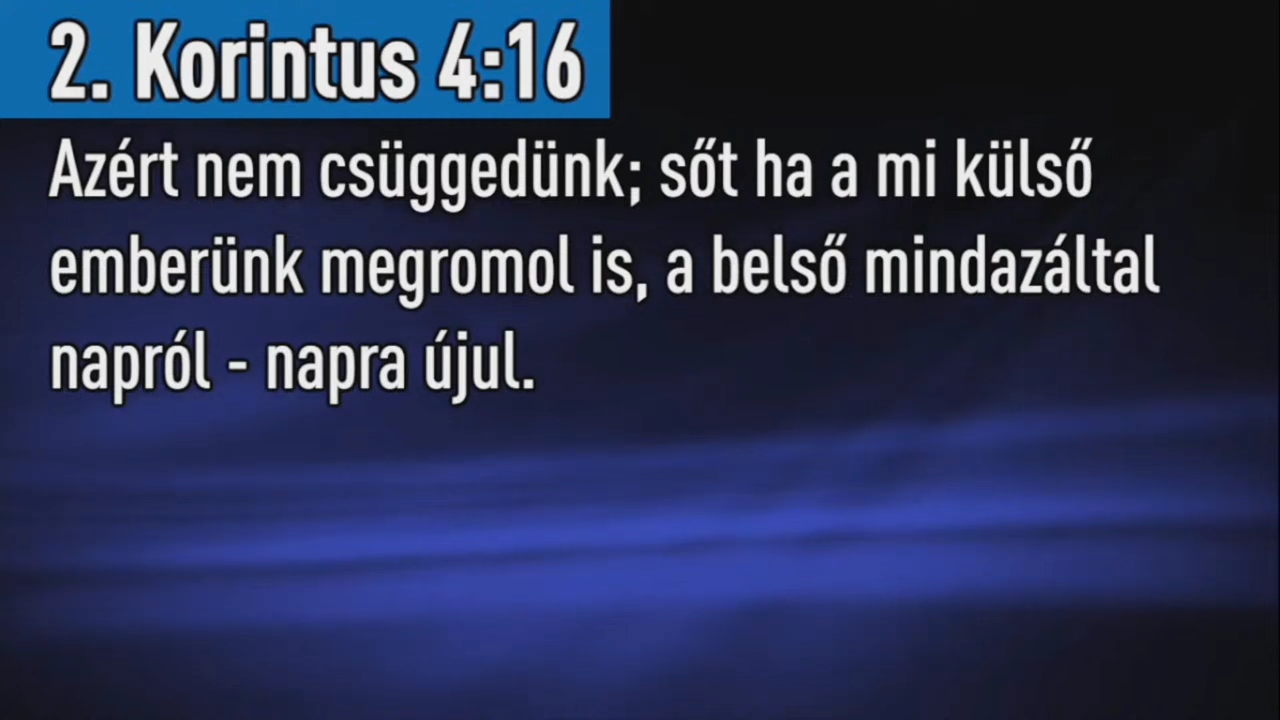 2. Korintus 4:16
Azért nem csüggedünk; sőt ha a mi külső
emberünk megromol is, a belső mindazáltal
napról - napra újul.